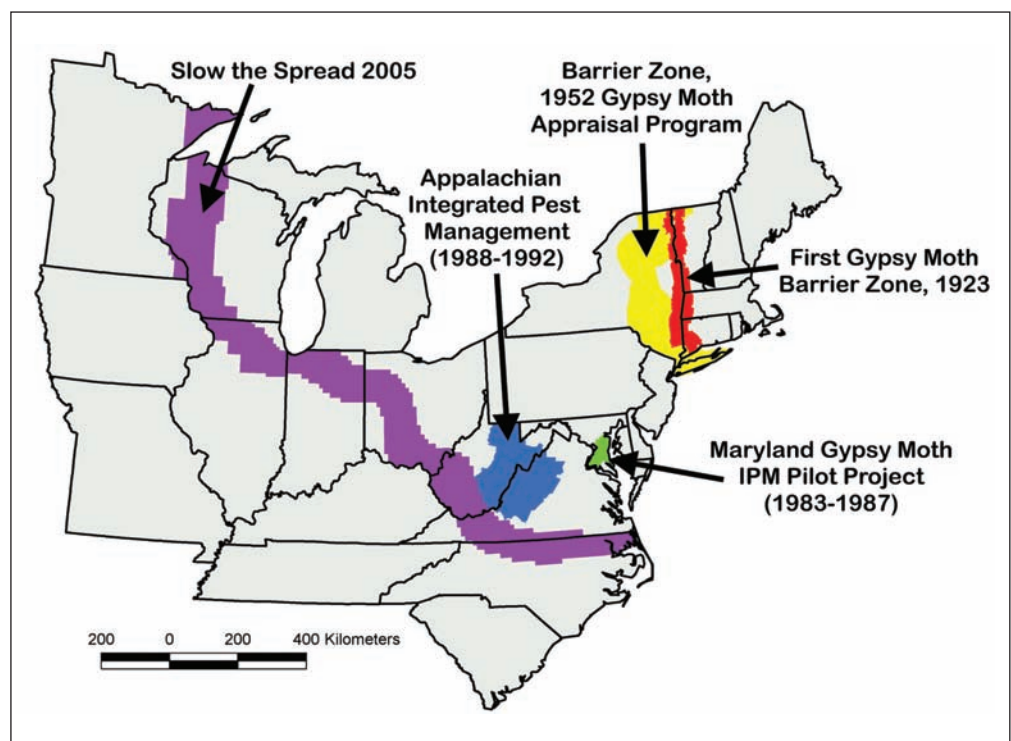 Slow the Spread 2005
Barrier Zone,
1952 Gypsy Moth
Appraisal Program
Appalachian
Integrated Pest
Management
(1988-1992)
First Gypsy Moth
Barrier Zone, 1923
Maryland Gypsy Moth
IPM Pilot Project
(1983-1987)
200 0 200 400 Kilometers